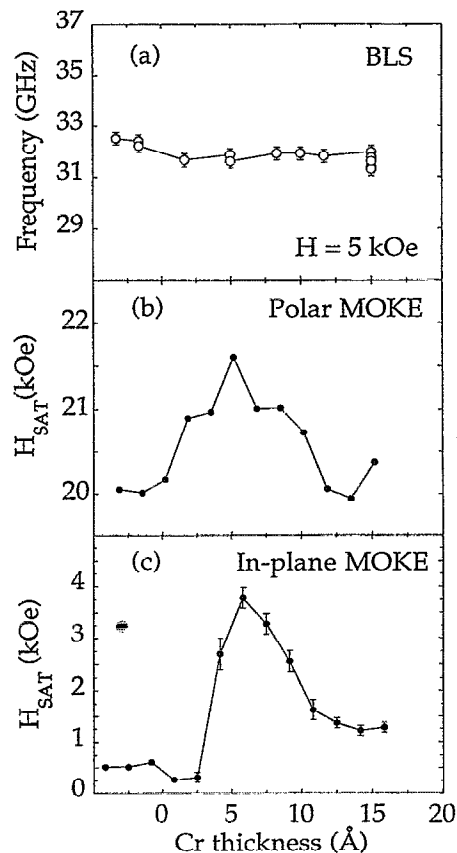 37
(a)
BLS
35
33
31
29
Frequency (GHz)
H = 5 kOe
(b)
Polar MOKE
22
21
20
H_SAT (kOe)
(c)
In-plane MOKE
4
3
2
1
0
H_SAT (kOe)
0 5 10 15 20
Cr thickness (Å)